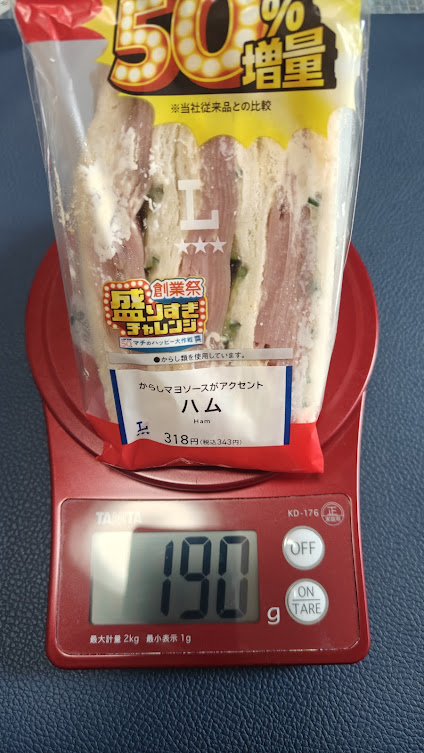 50%
増量
※当社従来品との比較
L
★★★
創業祭
盛りすぎ
チャレンジ
マチのハッピー大作戦
●からし類を使用しています。
からしマヨソースがアクセント
ハム
Ham
L
318円(税込343円)
TANITA
KD-176
正
OFF
190
g
ON
TARE
最大計量 2kg 最小表示 1g